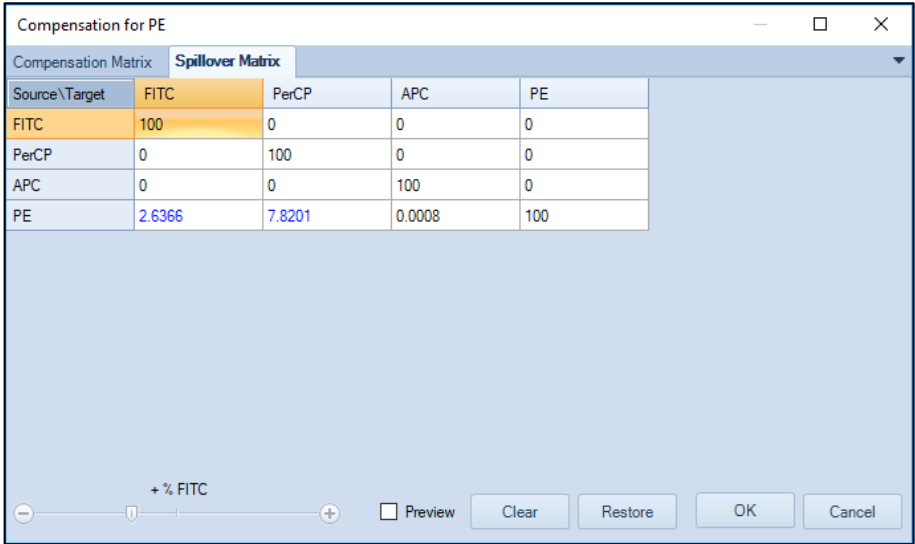 Compensation for PE
Compensation Matrix Spillover Matrix
Source\Target FITC PerCP APC PE
FITC 100 0 0 0
PerCP 0 100 0 0
APC 0 0 100 0
PE 2.6366 7.8201 0.0008 100
+ % FITC
Preview Clear Restore OK Cancel